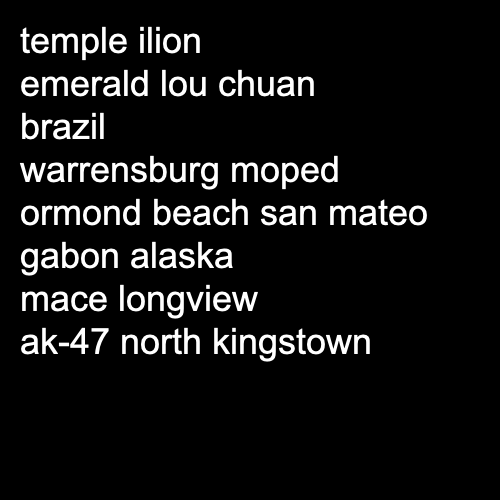 temple ilion
emerald lou chuan
brazil
warrensburg moped
ormond beach san mateo
gabon alaska
mace longview
ak-47 north kingstown